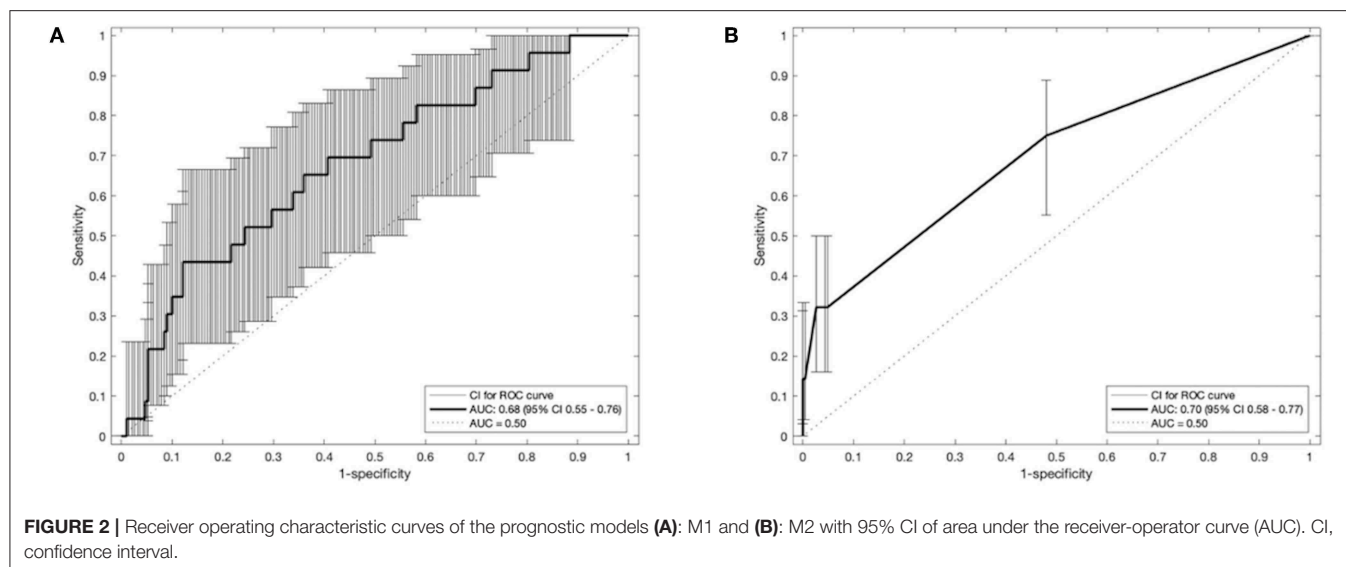 A
1
0.9
0.8
0.7
0.6
0.5
0.4
0.3
0.2
0.1
0
Sensitivity
0 0.1 0.2 0.3 0.4 0.5 0.6 0.7 0.8 0.9 1
1-specificity
CI for ROC curve
AUC: 0.68 (95% CI 0.55 - 0.76)
AUC = 0.50
B
1
0.9
0.8
0.7
0.6
0.5
0.4
0.3
0.2
0.1
0
Sensitivity
0 0.1 0.2 0.3 0.4 0.5 0.6 0.7 0.8 0.9 1
1-specificity
CI for ROC curve
AUC: 0.70 (95% CI 0.58 - 0.77)
AUC = 0.50
FIGURE 2 | Receiver operating characteristic curves of the prognostic models (A): M1 and (B): M2 with 95% CI of area under the receiver-operator curve (AUC). CI,
confidence interval.